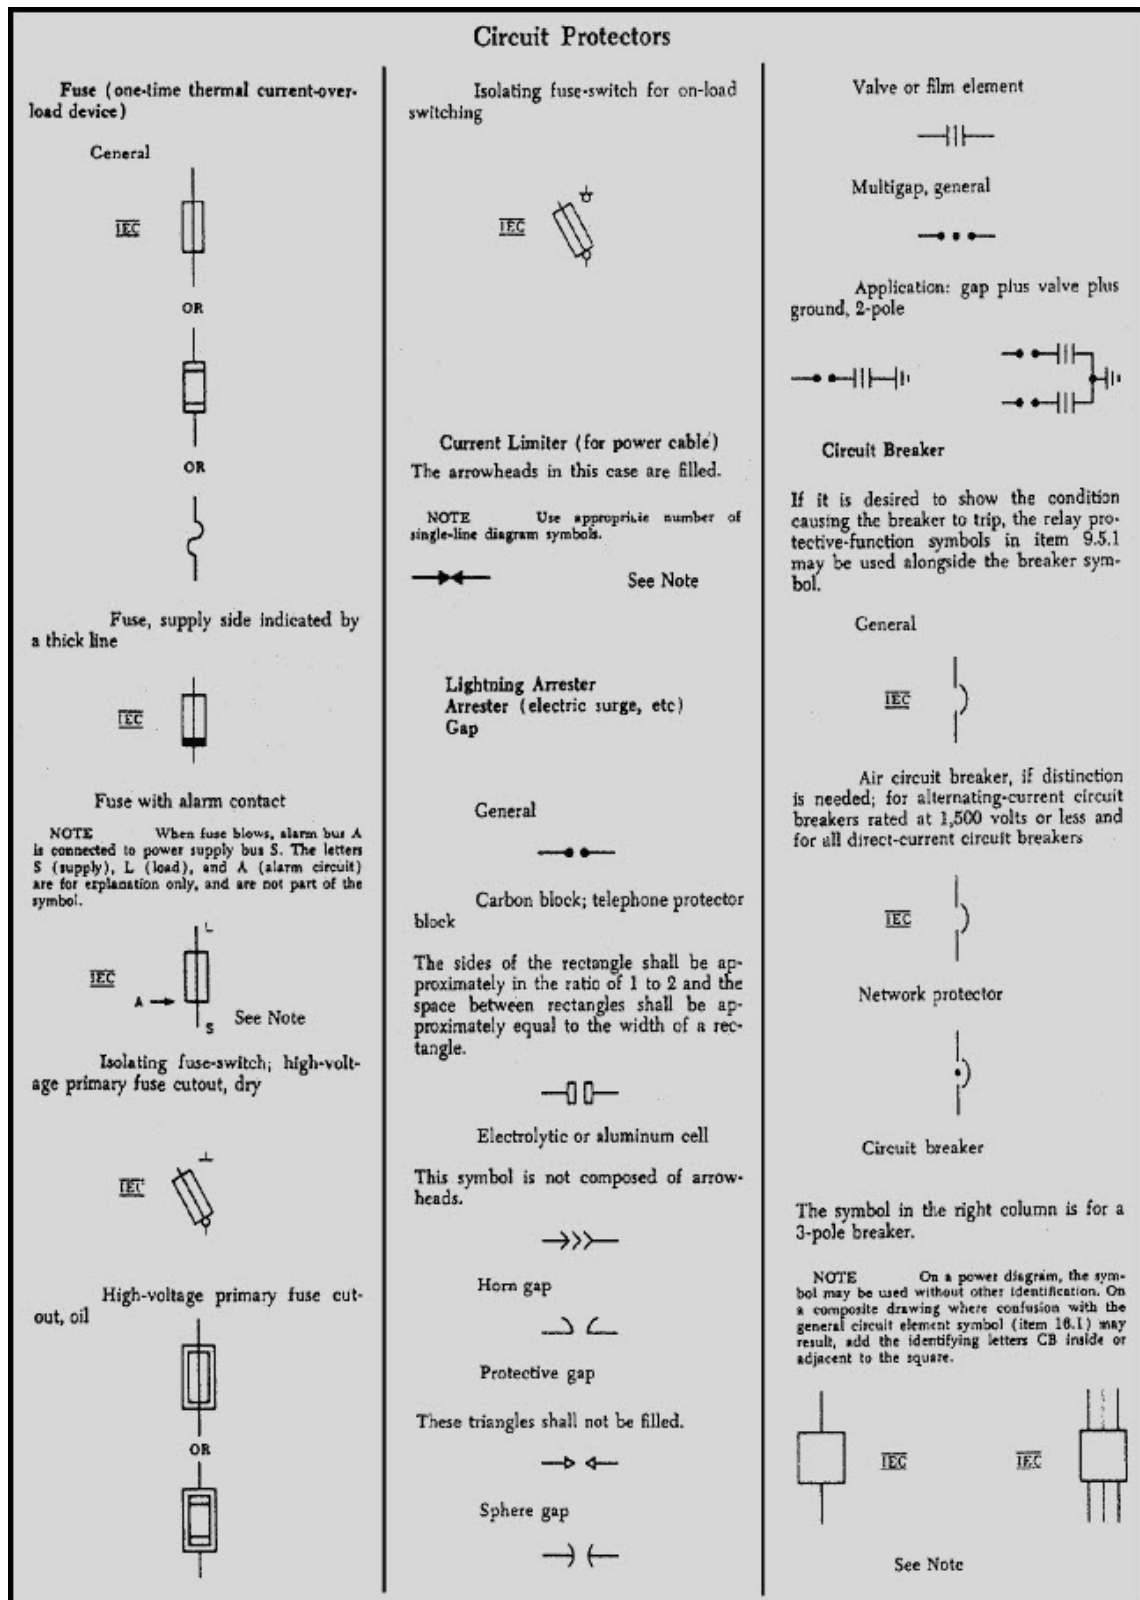 Circuit Protectors
Fuse (one-time thermal current-over-
load device)
General
IEC
OR
OR
Fuse, supply side indicated by
a thick line
IEC
Fuse with alarm contact
NOTE When fuse blows, alarm bus A
is connected to power supply bus S. The letters
S (supply), L (load), and A (alarm circuit)
are for explanation only, and are not part of the
symbol.
L
IEC
A
S
See Note
Isolating fuse-switch; high-volt-
age primary fuse cutout, dry
IEC
High-voltage primary fuse cut-
out, oil
OR
Isolating fuse-switch for on-load
switching
IEC
Current Limiter (for power cable)
The arrowheads in this case are filled.
NOTE Use appropriate number of
single-line diagram symbols.
See Note
Lightning Arrester
Arrester (electric surge, etc)
Gap
General
Carbon block; telephone protector
block
The sides of the rectangle shall be ap-
proximately in the ratio of 1 to 2 and the
space between rectangles shall be ap-
proximately equal to the width of a rec-
tangle.
Electrolytic or aluminum cell
This symbol is not composed of arrow-
heads.
Horn gap
Protective gap
These triangles shall not be filled.
Sphere gap
Valve or film element
Multigap, general
Application: gap plus valve plus
ground, 2-pole
Circuit Breaker
If it is desired to show the condition
causing the breaker to trip, the relay pro-
tective-function symbols in item 9.5.1
may be used alongside the breaker sym-
bol.
General
IEC
Air circuit breaker, if distinction
is needed; for alternating-current circuit
breakers rated at 1,500 volts or less and
for all direct-current circuit breakers
IEC
Network protector
Circuit breaker
The symbol in the right column is for a
3-pole breaker.
NOTE On a power diagram, the sym-
bol may be used without other identification. On
a composite drawing where confusion with the
general circuit element symbol (item 16.1) may
result, add the identifying letters CB inside or
adjacent to the square.
IEC
IEC
See Note